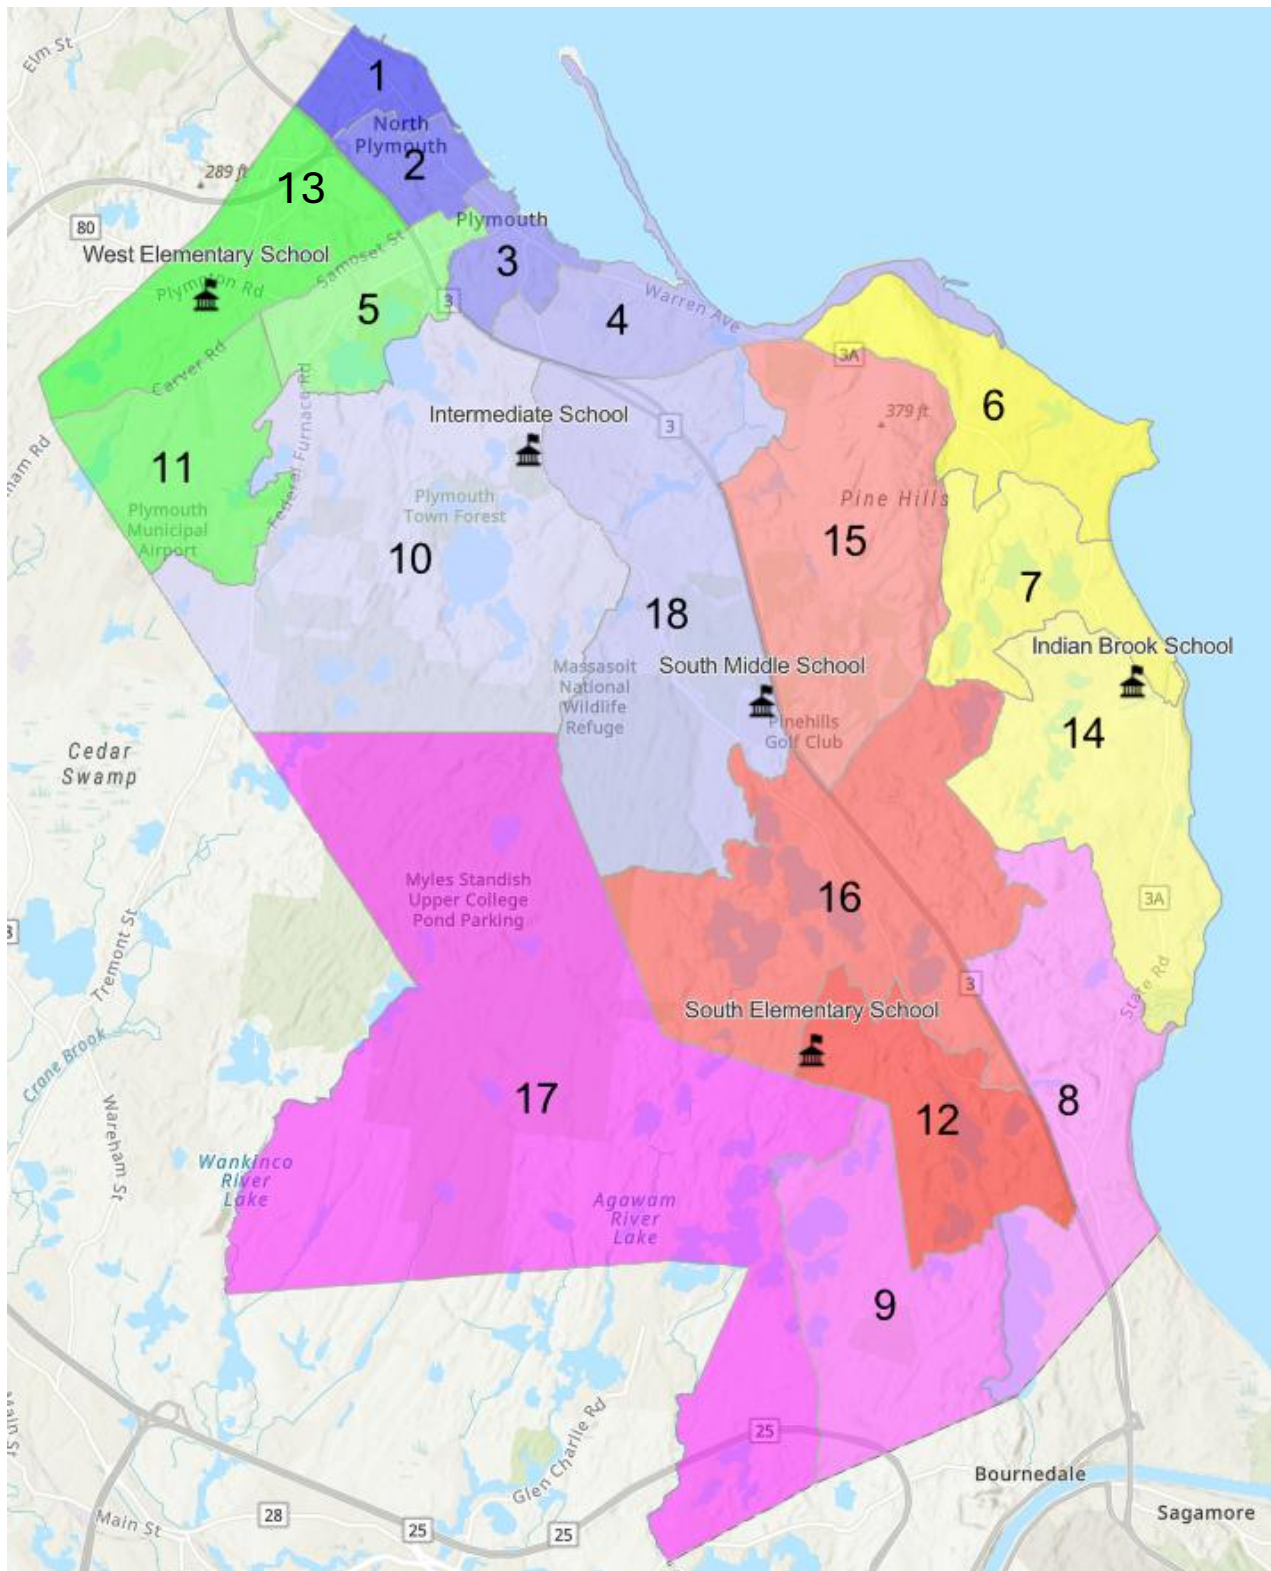 Elm St
1
North
Plymouth
2
289 ft
13
80
Plymouth
West Elementary School
Plympton Rd
Samoset St
3
3
5
4
Warren Ave
3A
Carver Rd
6
379 ft
Intermediate School
3
Federal Furnace Rd
11
Plymouth
Municipal
Airport
Plymouth
Town Forest
Pine Hills
15
10
7
18
Indian Brook School
South Middle School
Massasoit
National
Wildlife
Refuge
Pinehills
Golf Club
14
Cedar
Swamp
Myles Standish
Upper College
Pond Parking
16
3A
Tremont St
3
State Rd
South Elementary School
Crane Brook
17
8
12
Wareham St
Wankinco
River
Lake
Agawam
River
Lake
9
Glen Charlie Rd
25
Bournedale
Main St
28
25
25
Sagamore
Main St